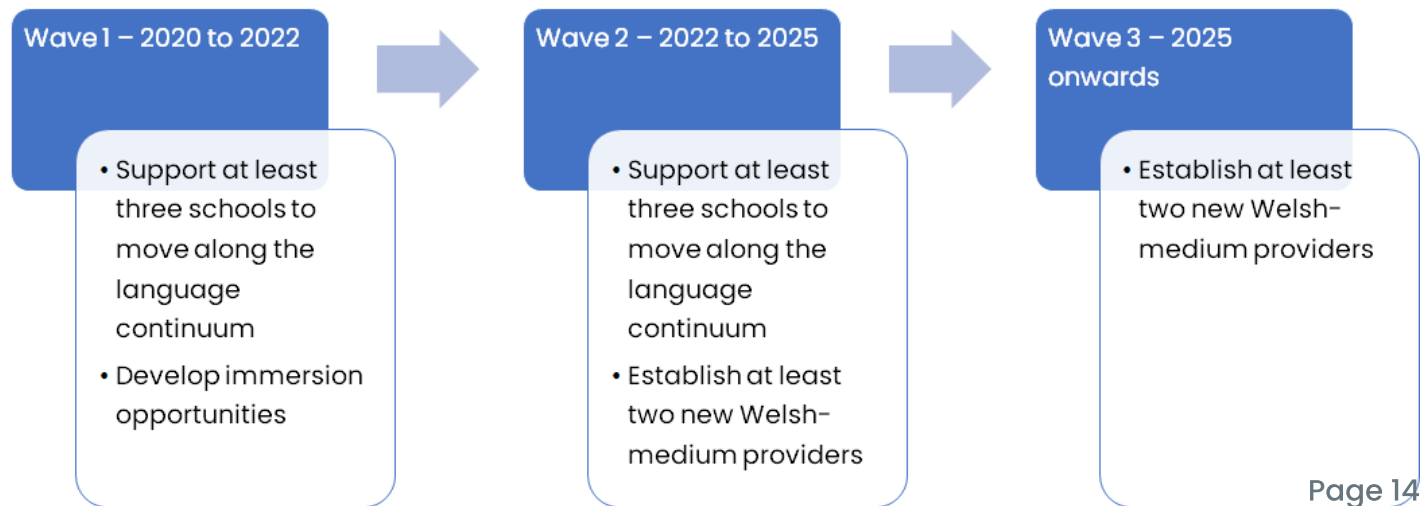 Wave 1 – 2020 to 2022
• Support at least
three schools to
move along the
language
continuum
• Develop immersion
opportunities
Wave 2 – 2022 to 2025
• Support at least
three schools to
move along the
language
continuum
• Establish at least
two new Welsh-
medium providers
Wave 3 – 2025
onwards
• Establish at least
two new Welsh-
medium providers
Page 14